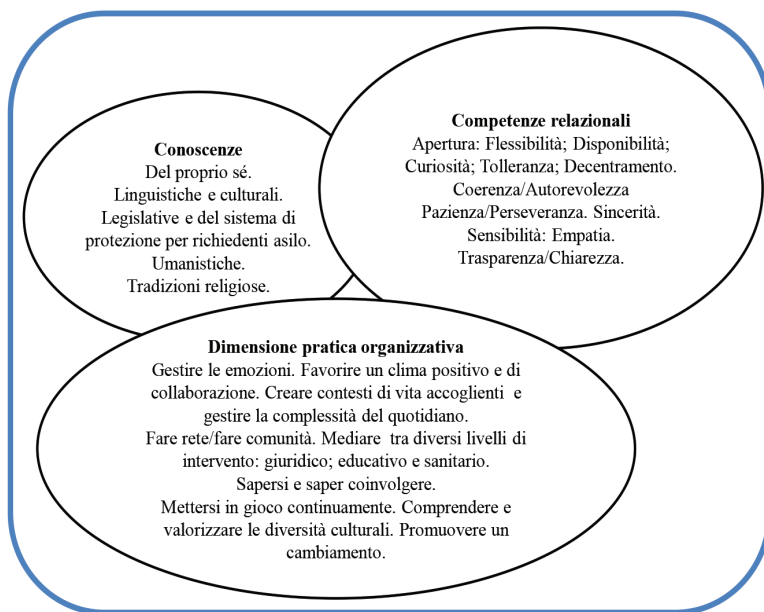 Conoscenze
Del proprio sé.
Linguistiche e culturali.
Legislative e del sistema di
protezione per richiedenti asilo.
Umanistiche.
Tradizioni religiose.
Competenze relazionali
Apertura: Flessibilità; Disponibilità;
Curiosità; Tolleranza; Decentramento.
Coerenza/Autorevolezza
Pazienza/Perseveranza. Sincerità.
Sensibilità: Empatia.
Trasparenza/Chiarezza.
Dimensione pratica organizzativa
Gestire le emozioni. Favorire un clima positivo e di
collaborazione. Creare contesti di vita accoglienti e
gestire la complessità del quotidiano.
Fare rete/fare comunità. Mediare tra diversi livelli di
intervento: giuridico; educativo e sanitario.
Sapersi e saper coinvolgere.
Mettersi in gioco continuamente. Comprendere e
valorizzare le diversità culturali. Promuovere un
cambiamento.